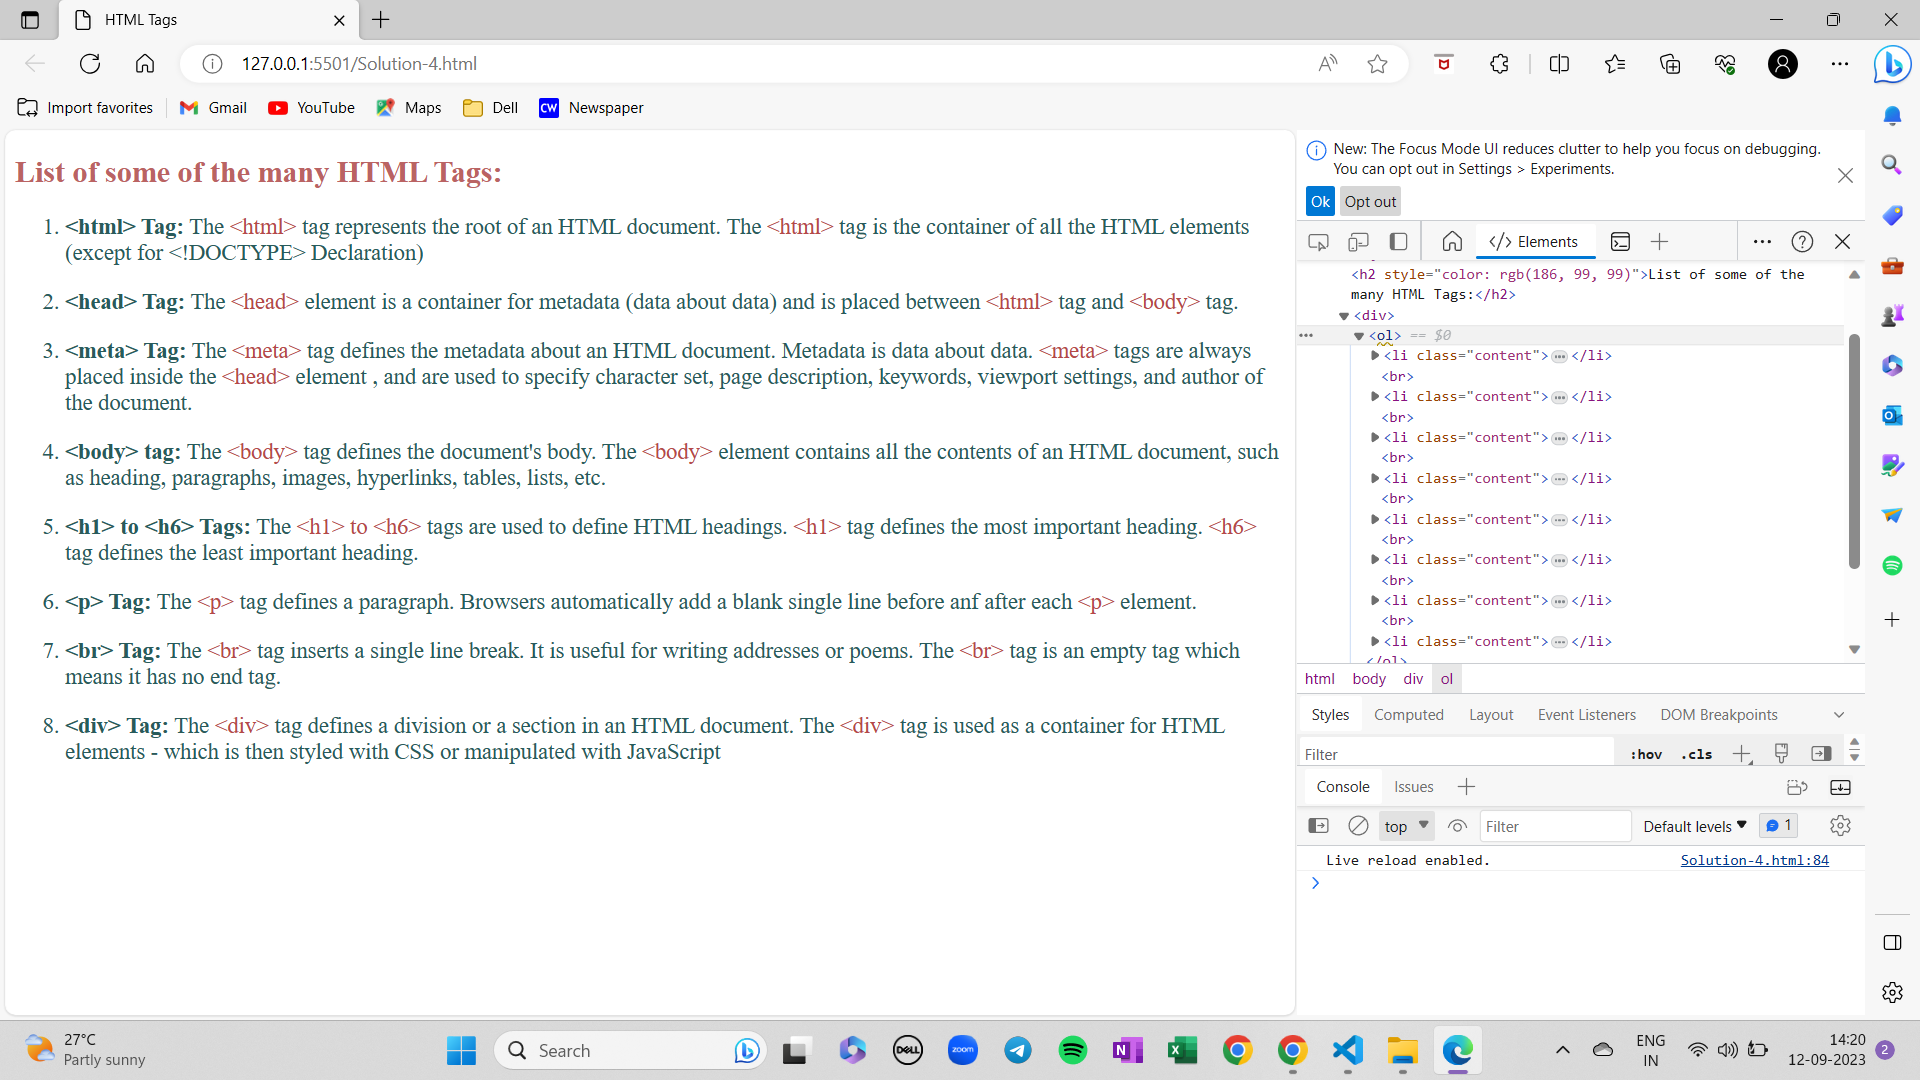 HTML Tags
127.0.0.1:5501/Solution-4.html
Import favorites Gmail YouTube Maps Dell CW Newspaper
List of some of the many HTML Tags:
1. <html> Tag: The <html> tag represents the root of an HTML document. The <html> tag is the container of all the HTML elements
(except for <!DOCTYPE> Declaration)
2. <head> Tag: The <head> element is a container for metadata (data about data) and is placed between <html> tag and <body> tag.
3. <meta> Tag: The <meta> tag defines the metadata about an HTML document. Metadata is data about data. <meta> tags are always
placed inside the <head> element , and are used to specify character set, page description, keywords, viewport settings, and author of
the document.
4. <body> tag: The <body> tag defines the document's body. The <body> element contains all the contents of an HTML document, such
as heading, paragraphs, images, hyperlinks, tables, lists, etc.
5. <h1> to <h6> Tags: The <h1> to <h6> tags are used to define HTML headings. <h1> tag defines the most important heading. <h6>
tag defines the least important heading.
6. <p> Tag: The <p> tag defines a paragraph. Browsers automatically add a blank single line before anf after each <p> element.
7. <br> Tag: The <br> tag inserts a single line break. It is useful for writing addresses or poems. The <br> tag is an empty tag which
means it has no end tag.
8. <div> Tag: The <div> tag defines a division or a section in an HTML document. The <div> tag is used as a container for HTML
elements - which is then styled with CSS or manipulated with JavaScript
New: The Focus Mode UI reduces clutter to help you focus on debugging.
You can opt out in Settings > Experiments.
Ok Opt out
</> Elements
<h2 style="color: rgb(186, 99, 99)">List of some of the
many HTML Tags:</h2>
<div>
<ol> == $0
<li class="content">…</li>
<br>
<li class="content">…</li>
<br>
<li class="content">…</li>
<br>
<li class="content">…</li>
<br>
<li class="content">…</li>
<br>
<li class="content">…</li>
<br>
<li class="content">…</li>
<br>
<li class="content">…</li>
</ol>
html body div ol
Styles Computed Layout Event Listeners DOM Breakpoints
Filter :hov .cls
Console Issues
top Filter Default levels 1
Live reload enabled. Solution-4.html:84
27°C
Partly sunny
Search
DELL
zoom
ENG
IN
14:20
12-09-2023
2